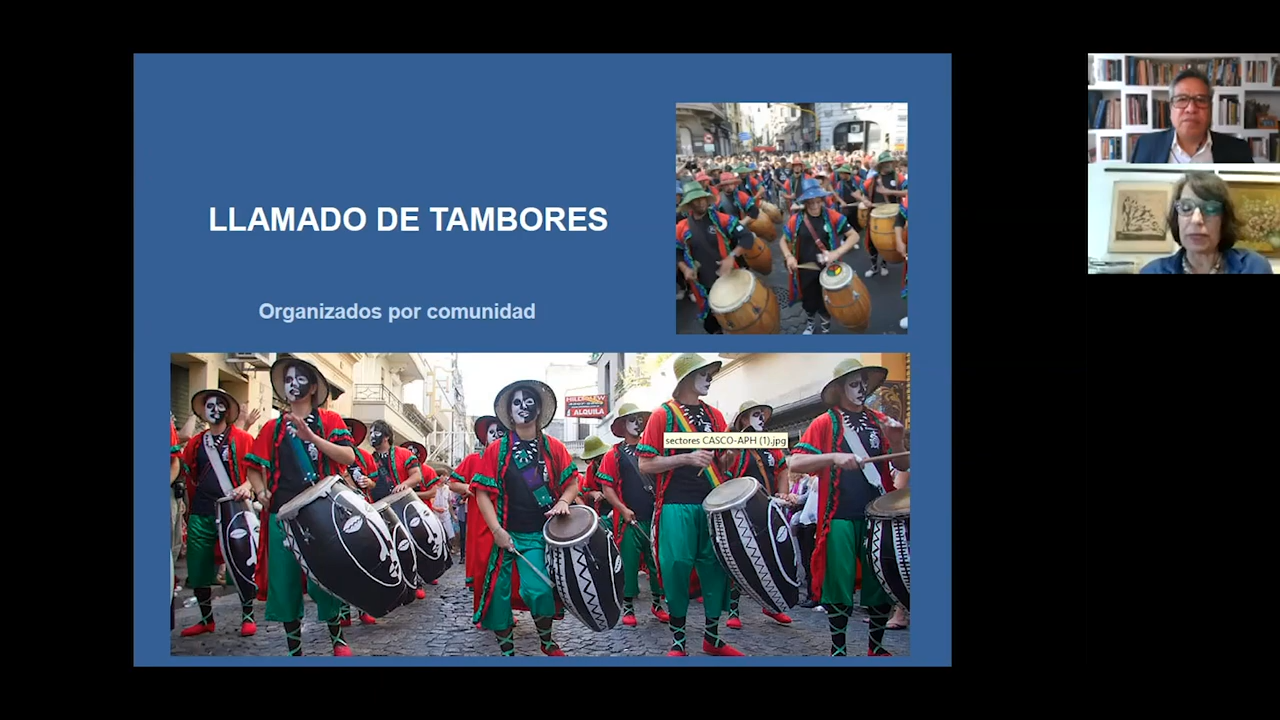 LLAMADO DE TAMBORES
Organizados por comunidad
ALQUILA
sectores CASCO-APH (1).jpg